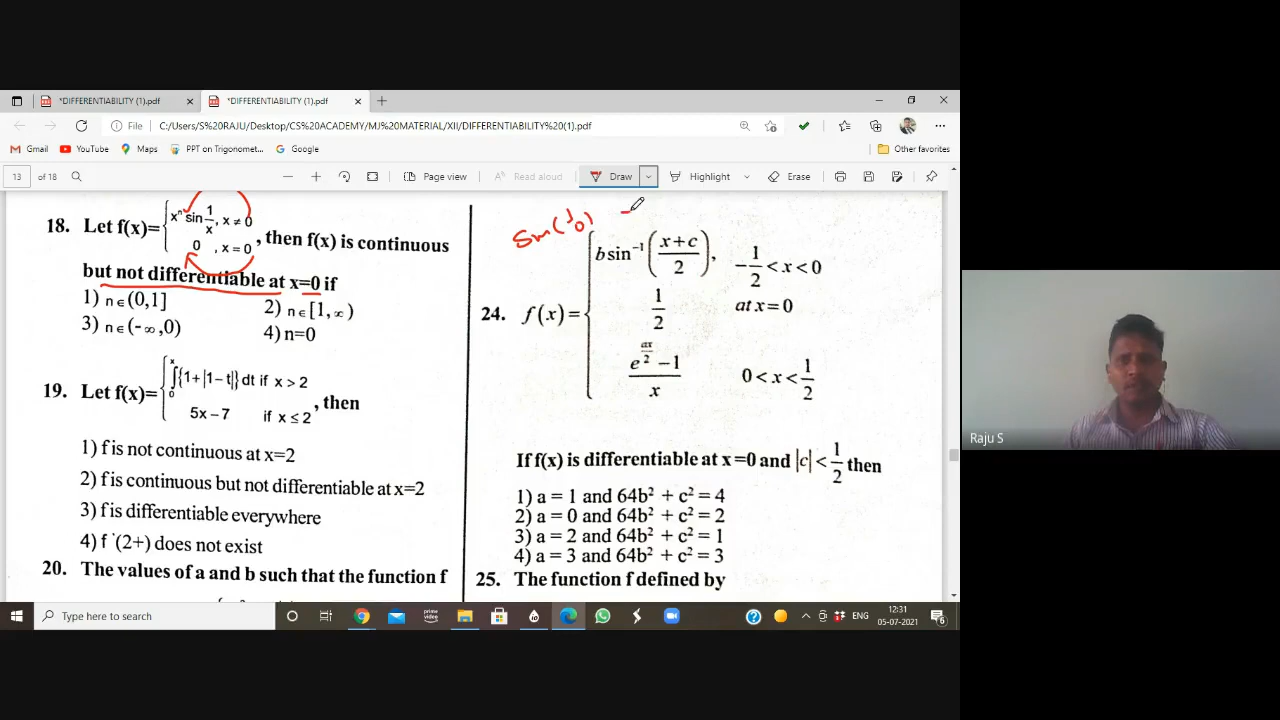 *DIFFERENTIABILITY (1).pdf
*DIFFERENTIABILITY (1).pdf
File
C:/Users/S%20RAJU/Desktop/CS%20ACADEMY/MJ%20MATERIAL/XII/DIFFERENTIABILITY%20(1).pdf
Gmail
YouTube
Maps
PPT on Trigonomet...
Google
Other favorites
13 of 18
Page view
Read aloud
Draw
Highlight
Erase
18. Let f(x)={ x^n sin 1/x, x ≠ 0
0 , x = 0 , then f(x) is continuous
but not differentiable at x=0 if
1) n∈(0,1] 2) n∈[1,∞)
3) n∈(-∞,0) 4) n=0
19. Let f(x)={ ∫₀ˣ{1+|1−t|}dt if x > 2
5x−7 if x ≤ 2 , then
1) f is not continuous at x=2
2) f is continuous but not differentiable at x=2
3) f is differentiable everywhere
4) f '(2+) does not exist
20. The values of a and b such that the function f
Sin(1/0)
b sin⁻¹((x+c)/2), −1/2 < x < 0
24. f(x)={ 1/2 at x=0
(e^(ax/2) −1)/x 0 < x < 1/2
If f(x) is differentiable at x=0 and |c| < 1/2 then
1) a = 1 and 64b² + c² = 4
2) a = 0 and 64b² + c² = 2
3) a = 2 and 64b² + c² = 1
4) a = 3 and 64b² + c² = 3
25. The function f defined by
Raju S
Type here to search
prime video
ENG
12:31
05-07-2021
6